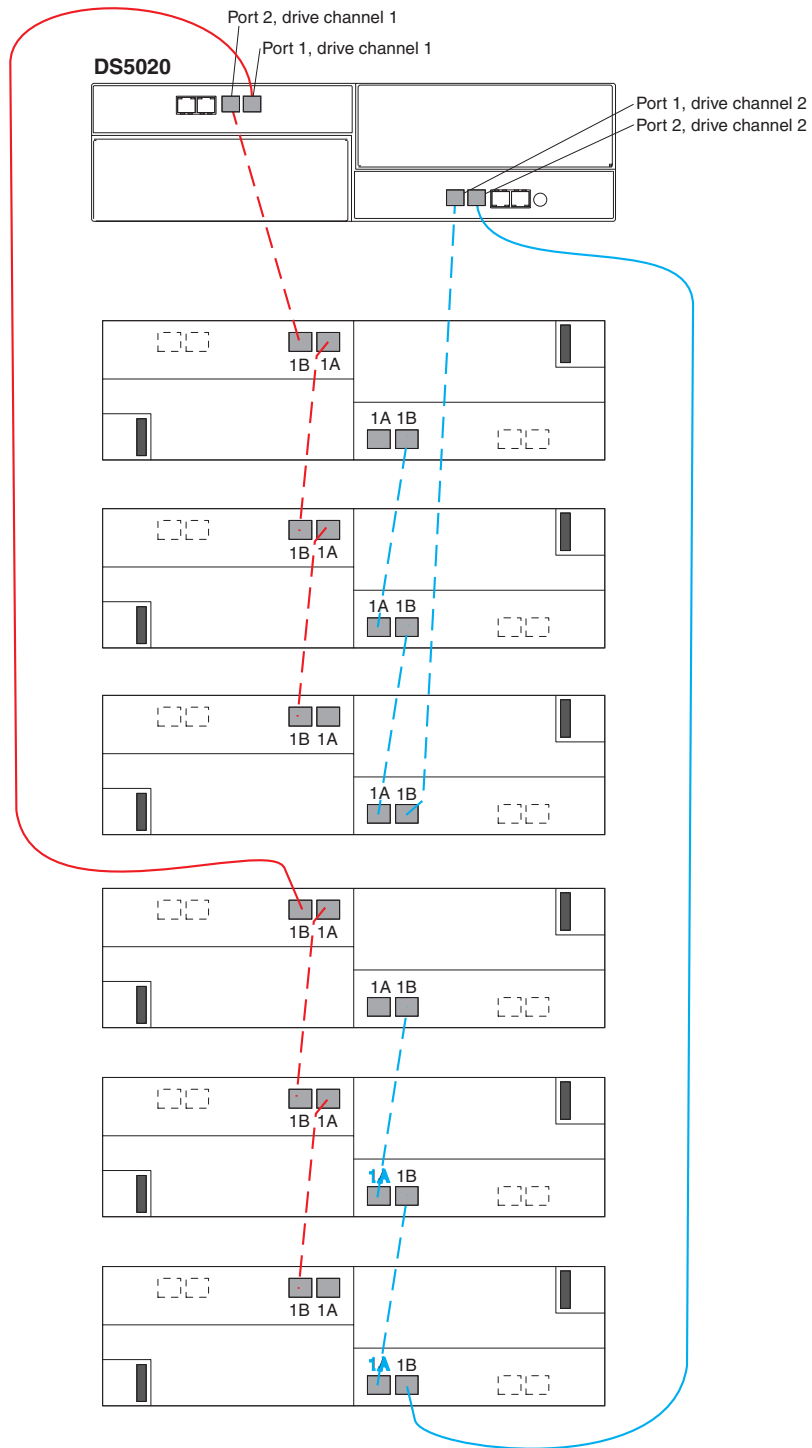 Port 2, drive channel 1
Port 1, drive channel 1
DS5020
Port 1, drive channel 2
Port 2, drive channel 2
1B 1A
1A 1B
1B 1A
1A 1B
1B 1A
1A 1B
1B 1A
1A 1B
1B 1A
1A 1B
1B 1A
1A 1B